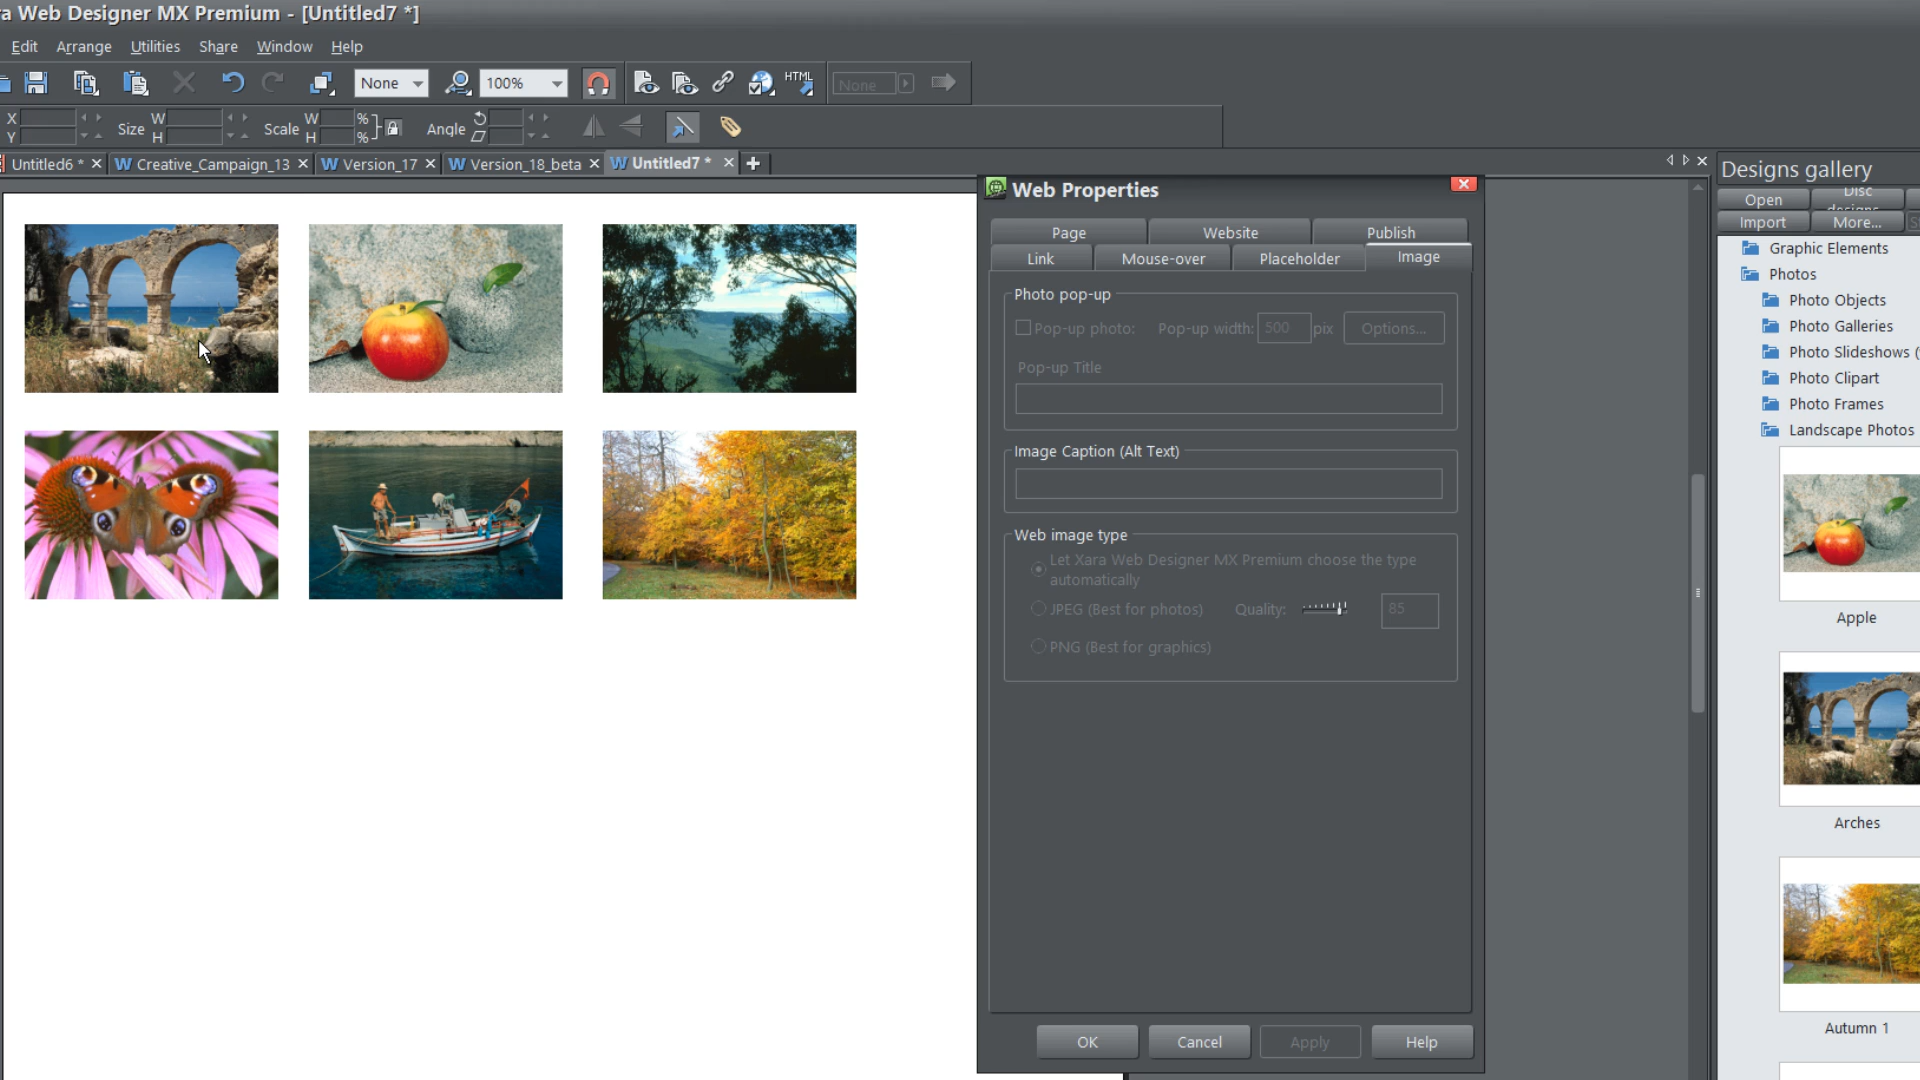 a Web Designer MX Premium - [Untitled7 *]
Edit Arrange Utilities Share Window Help
None 100% HTML None
X Size W Scale W % Angle
Y H H %
Untitled6 * Creative_Campaign_13 Version_17 Version_18_beta Untitled7 *
Designs gallery
Open Disc designs
Import More...
Graphic Elements
Photos
Photo Objects
Photo Galleries
Photo Slideshows (
Photo Clipart
Photo Frames
Landscape Photos
Apple
Arches
Autumn 1
Web Properties
Page Website Publish
Link Mouse-over Placeholder Image
Photo pop-up
Pop-up photo: Pop-up width: 500 pix Options...
Pop-up Title
Image Caption (Alt Text)
Web image type
Let Xara Web Designer MX Premium choose the type
automatically
JPEG (Best for photos) Quality: 85
PNG (Best for graphics)
OK Cancel Apply Help